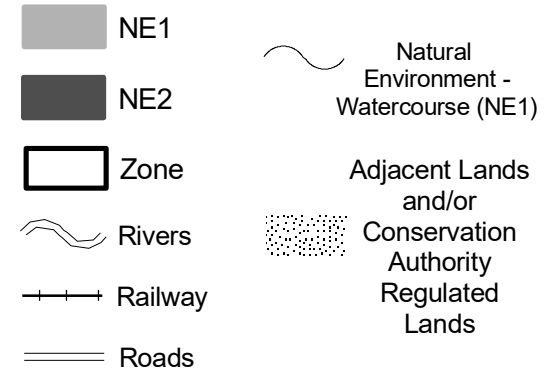 NE1
NE2
Zone
Rivers
Railway
Roads
Natural
Environment -
Watercourse (NE1)
Adjacent Lands
and/or
Conservation
Authority
Regulated
Lands